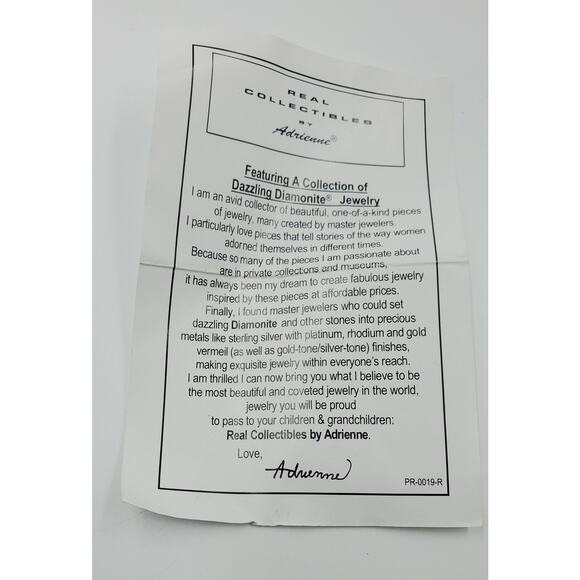 REAL
COLLECTIBLES
BY
Adrienne®
Featuring A Collection of
Dazzling Diamonite® Jewelry
I am an avid collector of beautiful, one-of-a-kind pieces
of jewelry, many created by master jewelers.
I particularly love pieces that tell stories of the way women
adorned themselves in different times.
Because so many of the pieces I am passionate about
are in private collections and museums,
it has always been my dream to create fabulous jewelry
inspired by these pieces at affordable prices.
Finally, I found master jewelers who could set
dazzling Diamonite and other stones into precious
metals like sterling silver with platinum, rhodium and gold
vermeil (as well as gold-tone/silver-tone) finishes,
making exquisite jewelry within everyone's reach.
I am thrilled I can now bring you what I believe to be
the most beautiful and coveted jewelry in the world,
jewelry you will be proud
to pass to your children & grandchildren:
Real Collectibles by Adrienne.
Love,
Adrienne
PR-0019-R